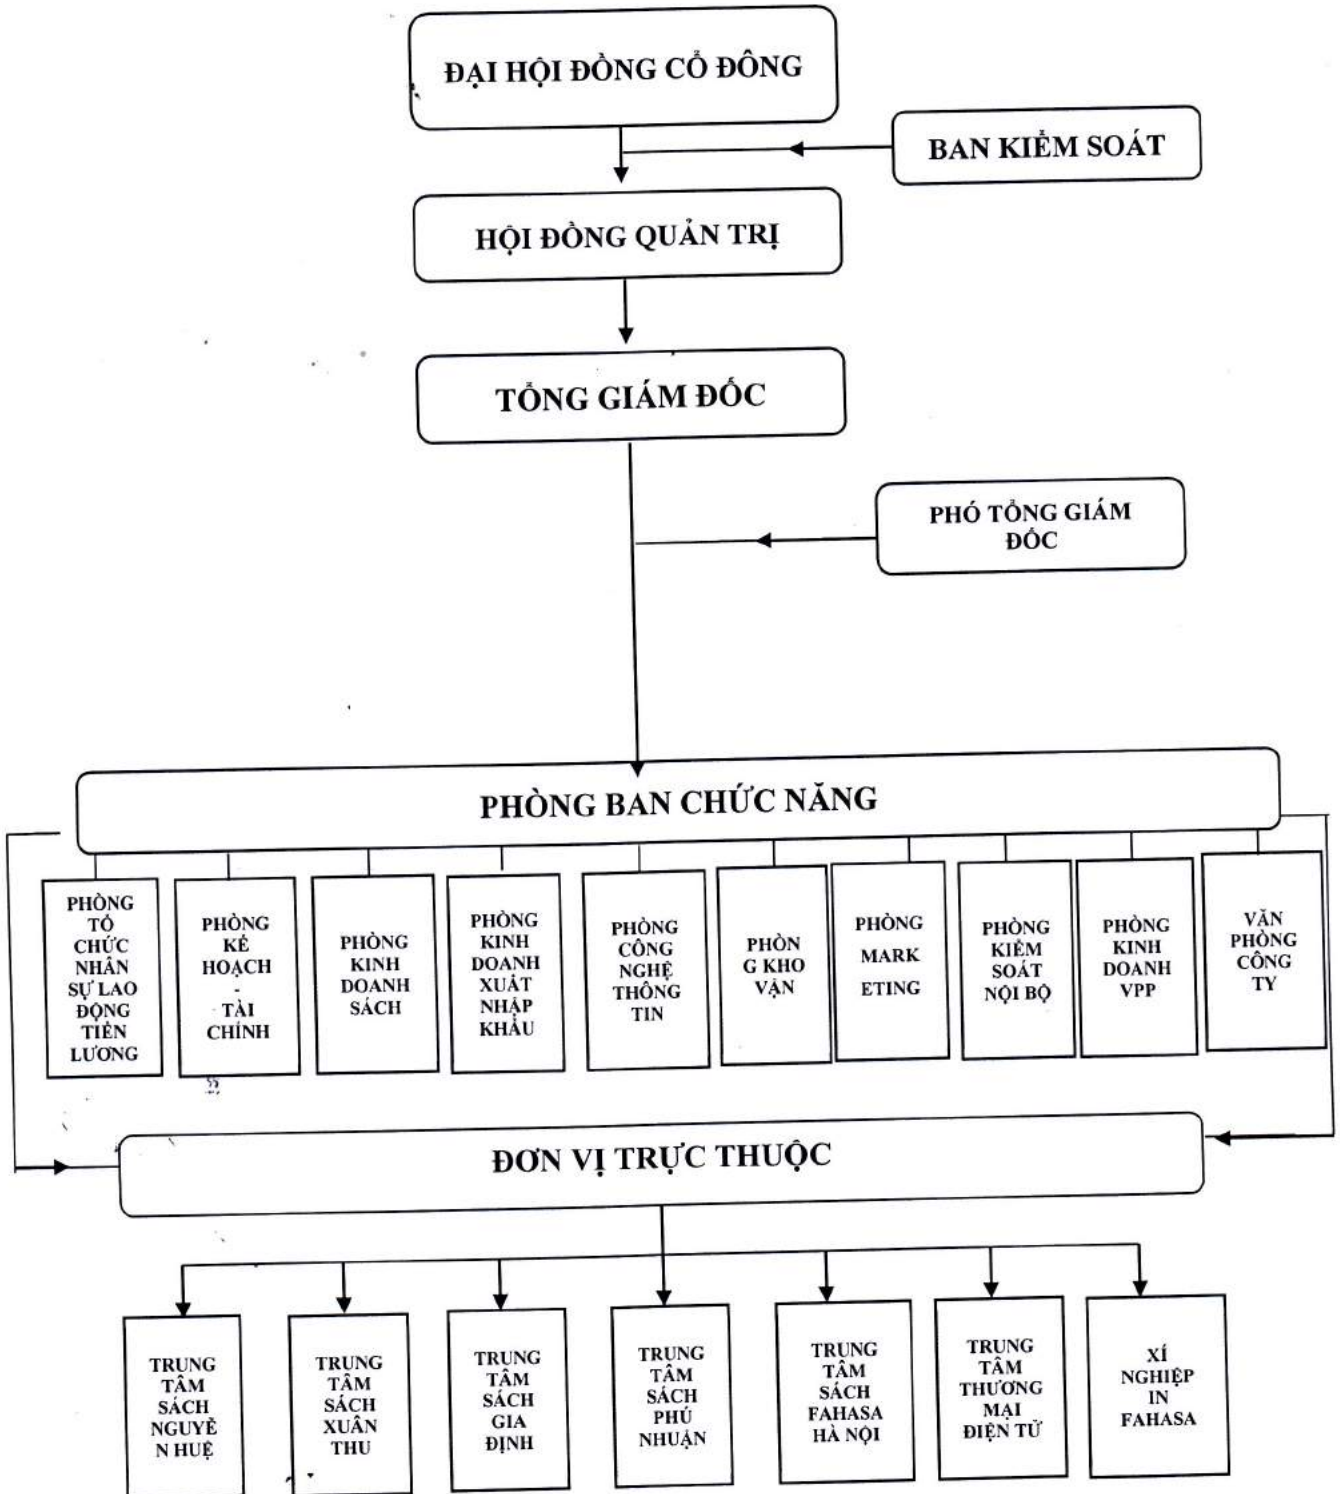 ĐẠI HỘI ĐỒNG CỔ ĐÔNG
BAN KIỂM SOÁT
HỘI ĐỒNG QUẢN TRỊ
TỔNG GIÁM ĐỐC
PHÓ TỔNG GIÁM
ĐỐC
PHÒNG BAN CHỨC NĂNG
PHÒNG
TỔ
CHỨC
NHÂN
SỰ LAO
ĐỘNG
TIỀN
LƯƠNG
PHÒNG
KẾ
HOẠCH
-
TÀI
CHÍNH
PHÒNG
KINH
DOANH
SÁCH
PHÒNG
KINH
DOANH
XUẤT
NHẬP
KHẨU
PHÒNG
CÔNG
NGHỆ
THÔNG
TIN
PHÒN
G KHO
VẬN
PHÒNG
MARK
ETING
PHÒNG
KIỂM
SOÁT
NỘI BỘ
PHÒNG
KINH
DOANH
VPP
VĂN
PHÒNG
CÔNG
TY
ĐƠN VỊ TRỰC THUỘC
TRUNG
TÂM
SÁCH
NGUYỄ
N HUỆ
TRUNG
TÂM
SÁCH
XUÂN
THU
TRUNG
TÂM
SÁCH
GIA
ĐỊNH
TRUNG
TÂM
SÁCH
PHÚ
NHUẬN
TRUNG
TÂM
SÁCH
FAHASA
HÀ NỘI
TRUNG
TÂM
THƯƠNG
MẠI
ĐIỆN TỬ
XÍ
NGHIỆP
IN
FAHASA